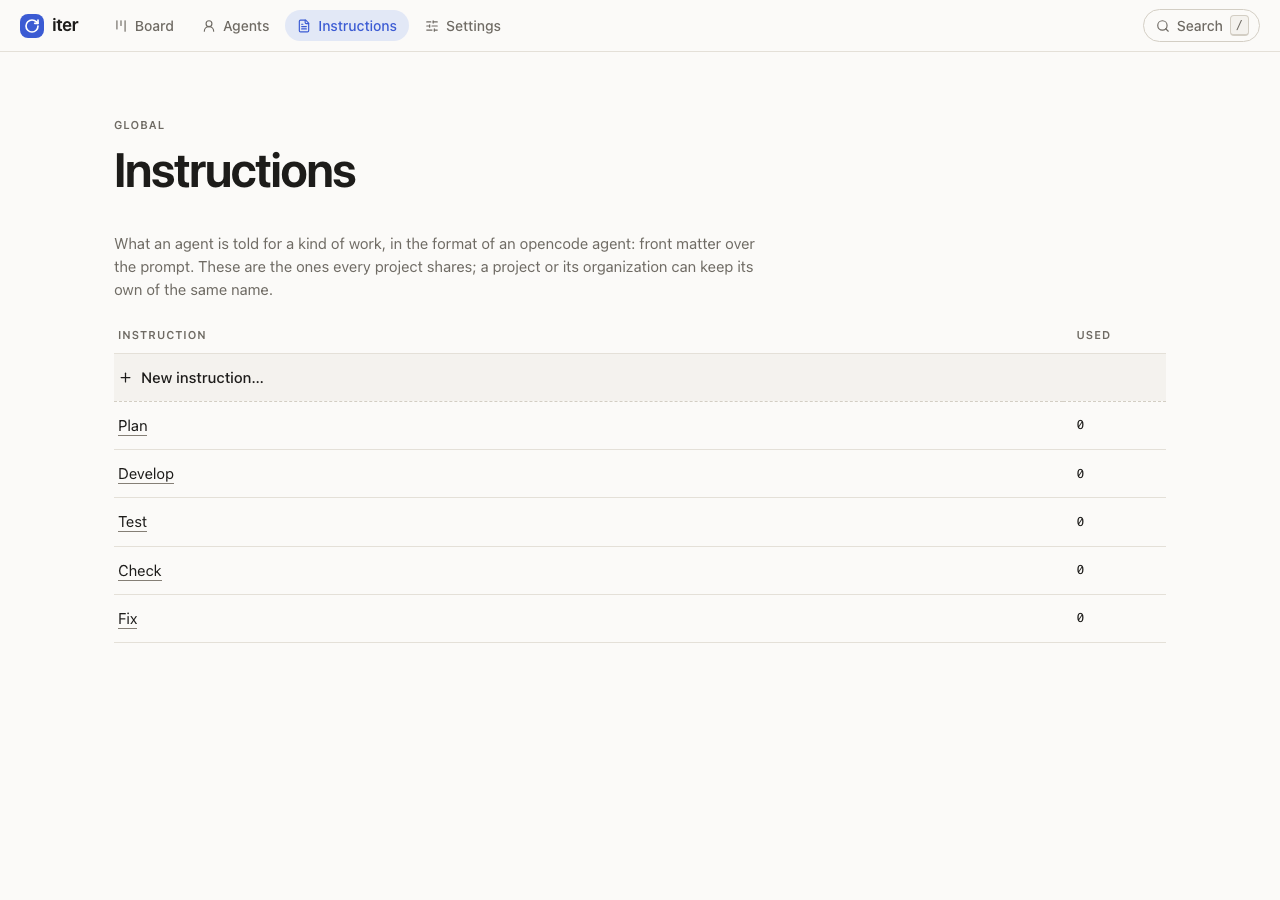 iter
Board
Agents
Instructions
Settings
Search /
GLOBAL
Instructions
What an agent is told for a kind of work, in the format of an opencode agent: front matter over
the prompt. These are the ones every project shares; a project or its organization can keep its
own of the same name.
INSTRUCTION USED
+ New instruction...
Plan 0
Develop 0
Test 0
Check 0
Fix 0